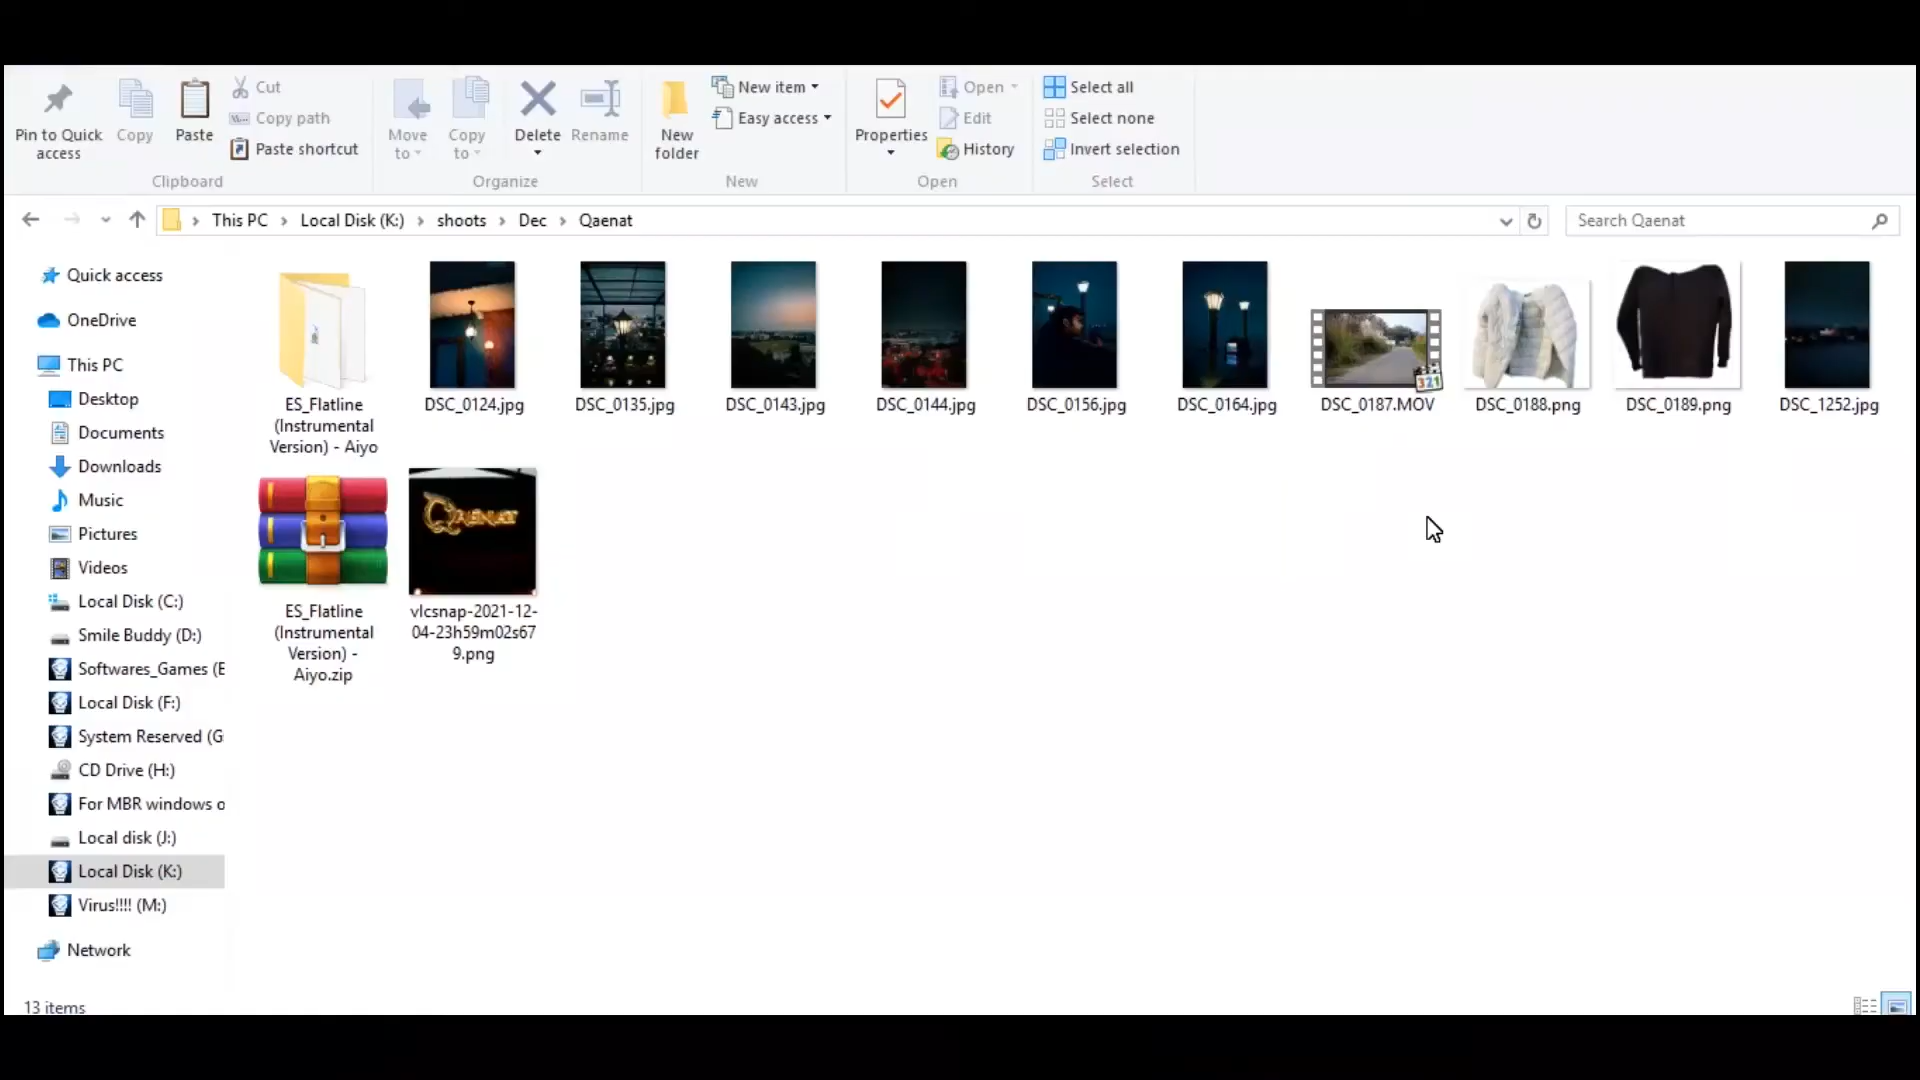 Pin to Quick
access
Copy
Paste
Cut
Copy path
Paste shortcut
Clipboard
Move
to
Copy
to
Delete
Rename
Organize
New
folder
New item
Easy access
New
Properties
Open
Edit
History
Open
Select all
Select none
Invert selection
Select
This PC > Local Disk (K:) > shoots > Dec > Qaenat
Search Qaenat
Quick access
OneDrive
This PC
Desktop
Documents
Downloads
Music
Pictures
Videos
Local Disk (C:)
Smile Buddy (D:)
Softwares_Games (E
Local Disk (F:)
System Reserved (G
CD Drive (H:)
For MBR windows o
Local disk (J:)
Local Disk (K:)
Virus!!!! (M:)
Network
ES_Flatline
(Instrumental
Version) - Aiyo
DSC_0124.jpg
DSC_0135.jpg
DSC_0143.jpg
DSC_0144.jpg
DSC_0156.jpg
DSC_0164.jpg
321
DSC_0187.MOV
DSC_0188.png
DSC_0189.png
DSC_1252.jpg
ES_Flatline
(Instrumental
Version) -
Aiyo.zip
QAENAT
vlcsnap-2021-12-
04-23h59m02s67
9.png
13 items